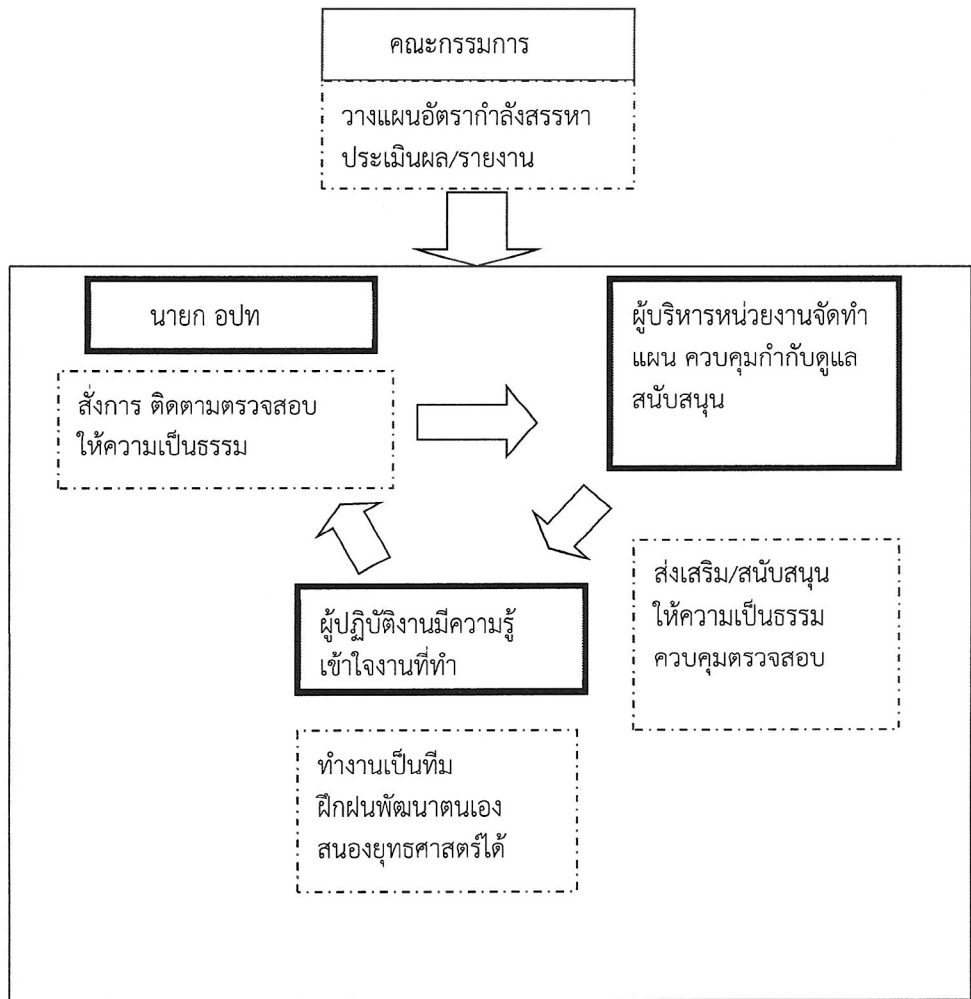 คณะกรรมการ
วางแผนอัตรากำลังสรรหา
ประเมินผล/รายงาน
นายก อปท
สั่งการ ติดตามตรวจสอบ
ให้ความเป็นธรรม
ผู้บริหารหน่วยงานจัดทำ
แผน ควบคุมกำกับดูแล
สนับสนุน
ส่งเสริม/สนับสนุน
ให้ความเป็นธรรม
ควบคุมตรวจสอบ
ผู้ปฏิบัติงานมีความรู้
เข้าใจงานที่ทำ
ทำงานเป็นทีม
ฝึกฝนพัฒนาตนเอง
สนองยุทธศาสตร์ได้